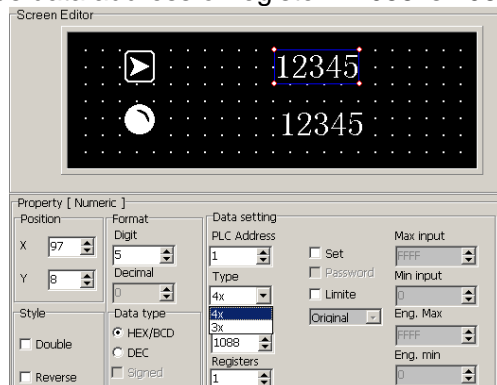 Screen Editor
12345
12345
Property [ Numeric ]
Position
X 97
Y 8
Style
Double
Reverse
Format
Digit
5
Decimal
0
Data type
HEX/BCD
DEC
Signed
Data setting
PLC Address
1
Type
4x
4x
3x
1088
Registers
1
Set
Password
Limite
Original
Max input
FFFF
Min input
0
Eng. Max
FFFF
Eng. min
0